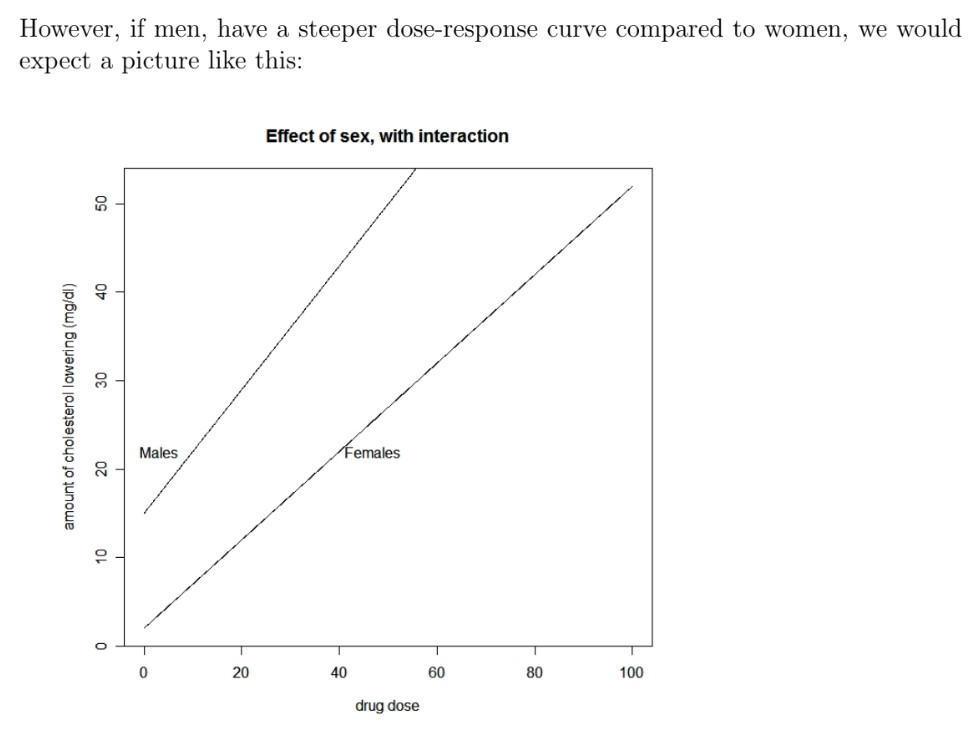 However, if men, have a steeper dose-response curve compared to women, we would
expect a picture like this:
Effect of sex, with interaction
amount of cholesterol lowering (mg/dl)
50
40
30
20
10
0
Males
Females
0 20 40 60 80 100
drug dose